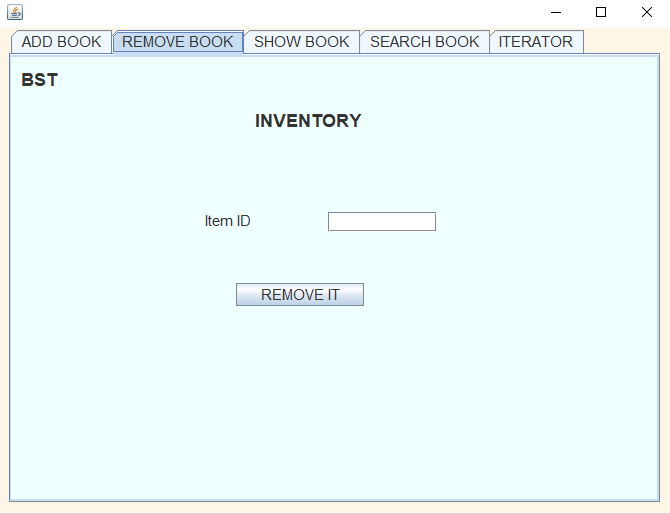 ADD BOOK REMOVE BOOK SHOW BOOK SEARCH BOOK ITERATOR
BST
INVENTORY
Item ID
REMOVE IT